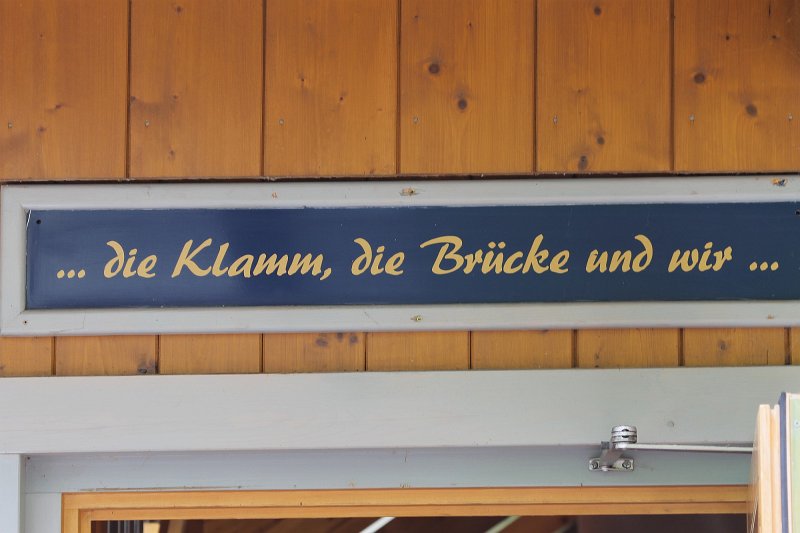 ... die Klamm, die Brücke und wir ...